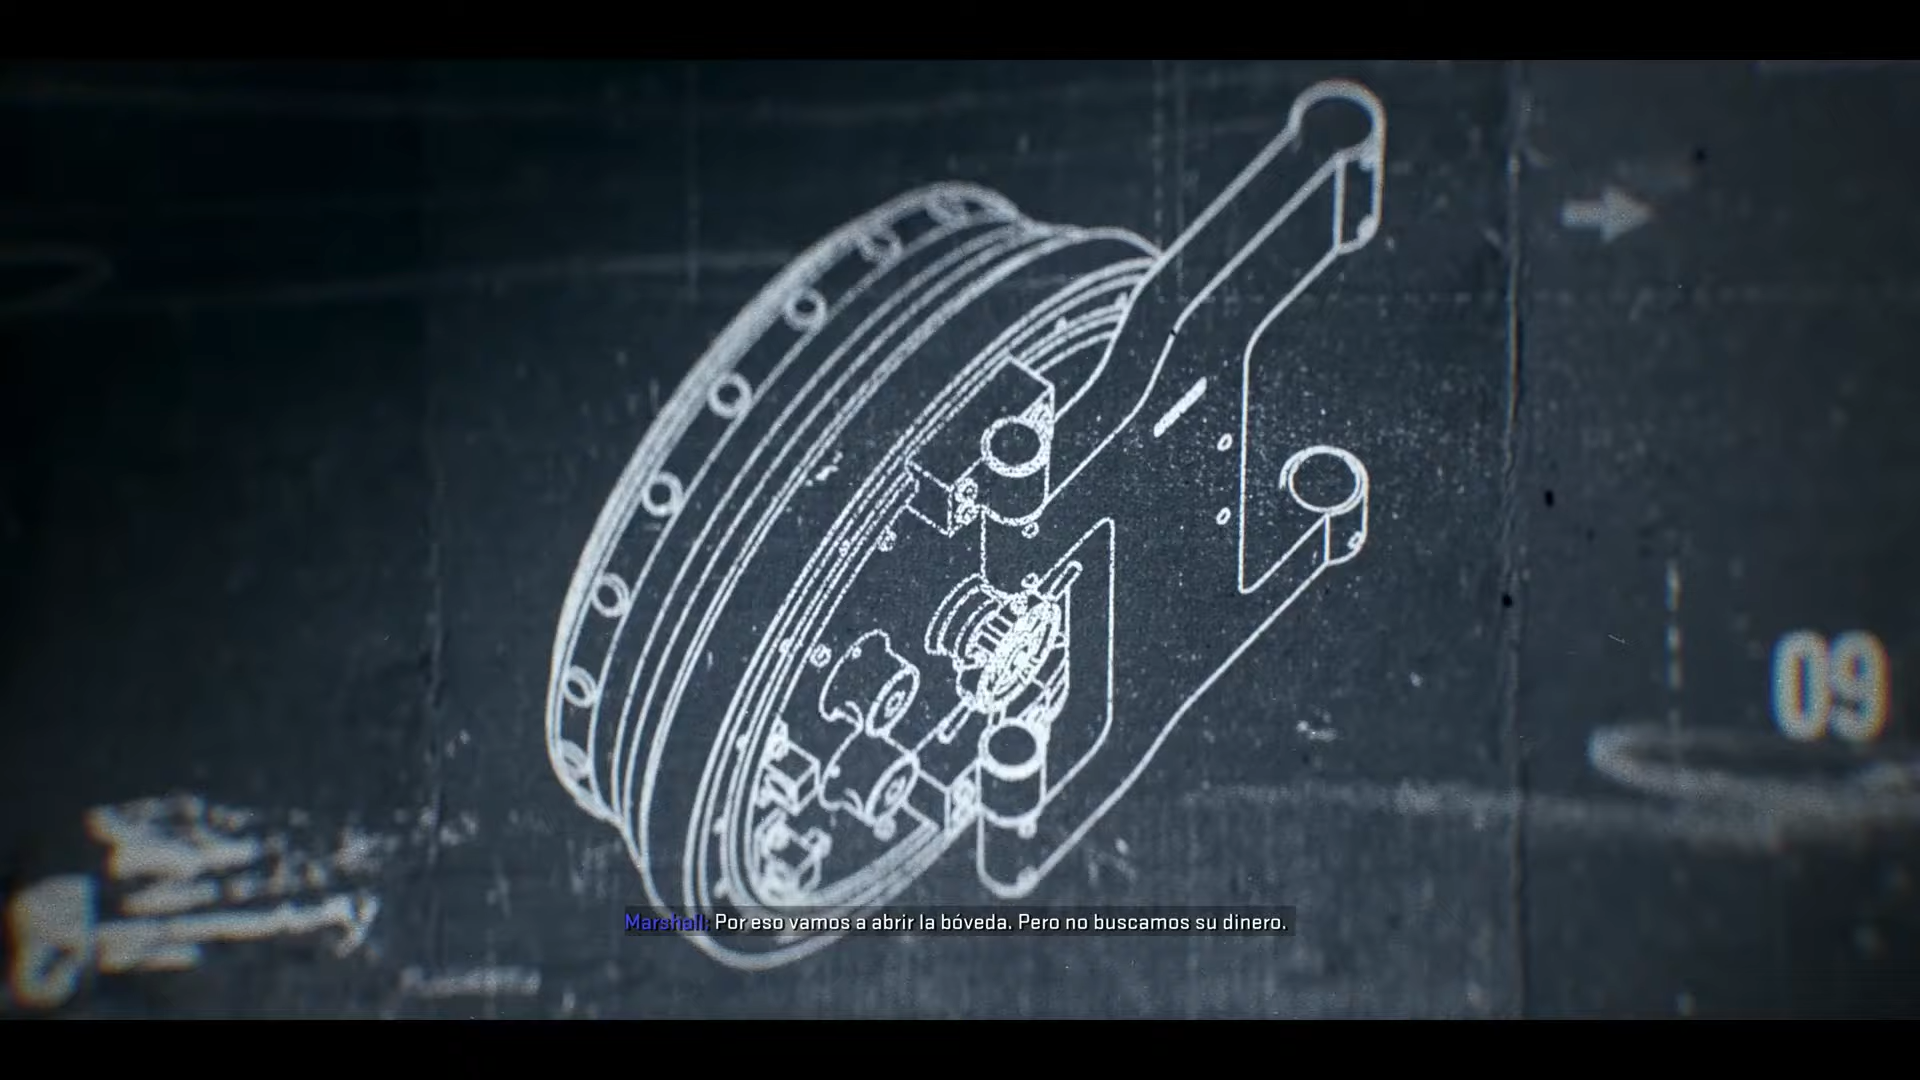 09
Marshall: Por eso vamos a abrir la bóveda. Pero no buscamos su dinero.